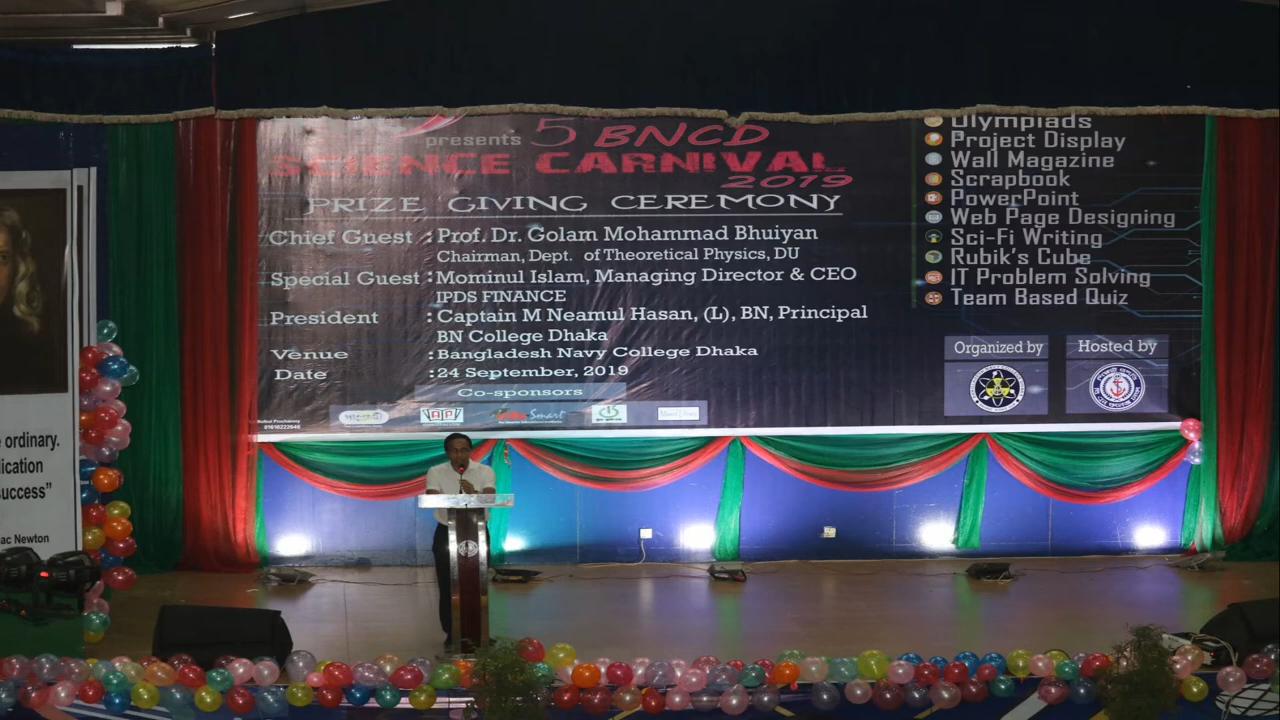 presents 5 BNCD
SCIENCE CARNIVAL
2019
PRIZE GIVING CEREMONY
Chief Guest : Prof. Dr. Golam Mohammad Bhuiyan
Chairman, Dept. of Theoretical Physics, DU
Special Guest : Mominul Islam, Managing Director & CEO
IPDS FINANCE
President : Captain M Neamul Hasan, (L), BN, Principal
BN College Dhaka
Venue : Bangladesh Navy College Dhaka
Date : 24 September, 2019
Co-sponsors
Smart
Olympiads
Project Display
Wall Magazine
Scrapbook
PowerPoint
Web Page Designing
Sci-Fi Writing
Rubik's Cube
IT Problem Solving
Team Based Quiz
Organized by
Hosted by
ordinary.
lication
success"
ac Newton